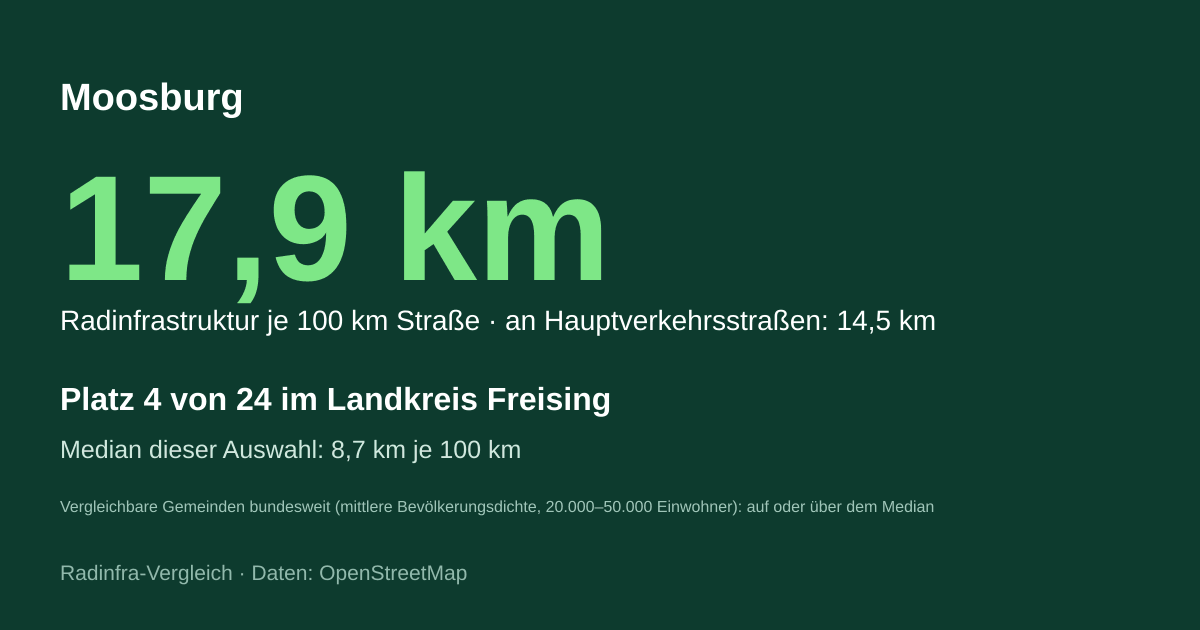 Moosburg
17,9 km
Radinfrastruktur je 100 km Straße · an Hauptverkehrsstraßen: 14,5 km
Platz 4 von 24 im Landkreis Freising
Median dieser Auswahl: 8,7 km je 100 km
Vergleichbare Gemeinden bundesweit (mittlere Bevölkerungsdichte, 20.000–50.000 Einwohner): auf oder über dem Median
Radinfra-Vergleich · Daten: OpenStreetMap